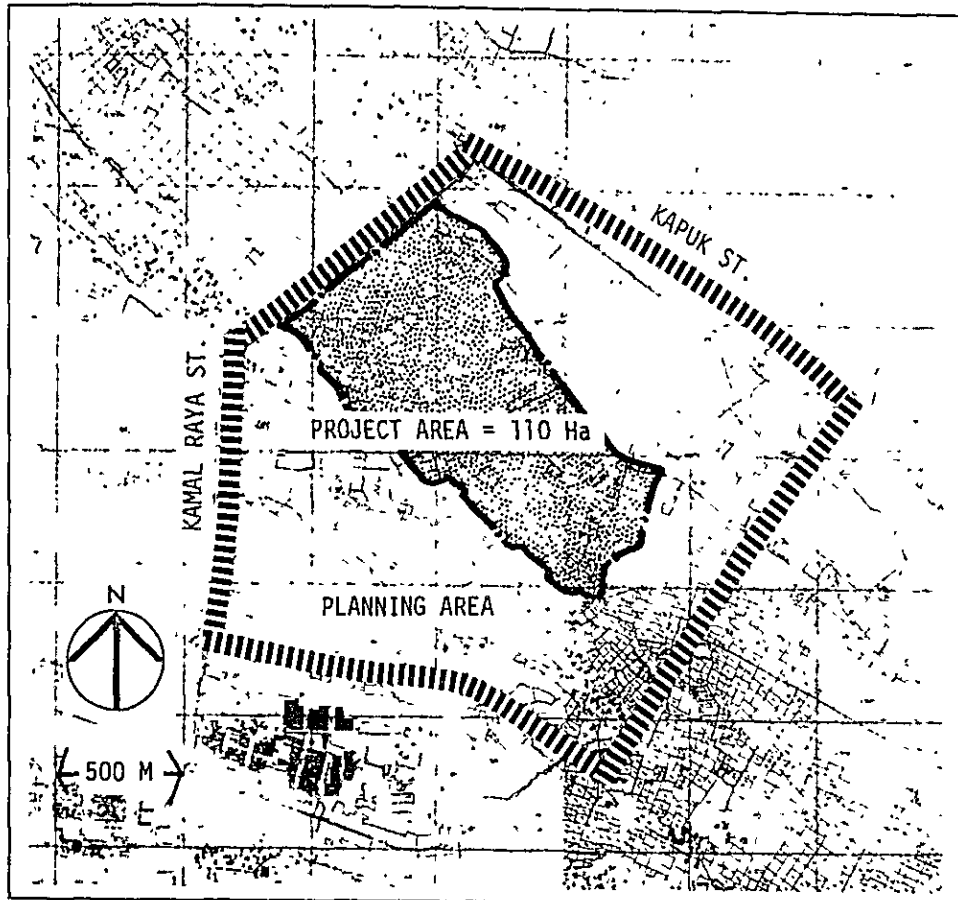 KAPUK ST.
KAMAL RAYA ST.
PROJECT AREA = 110 Ha
PLANNING AREA
N
500 M